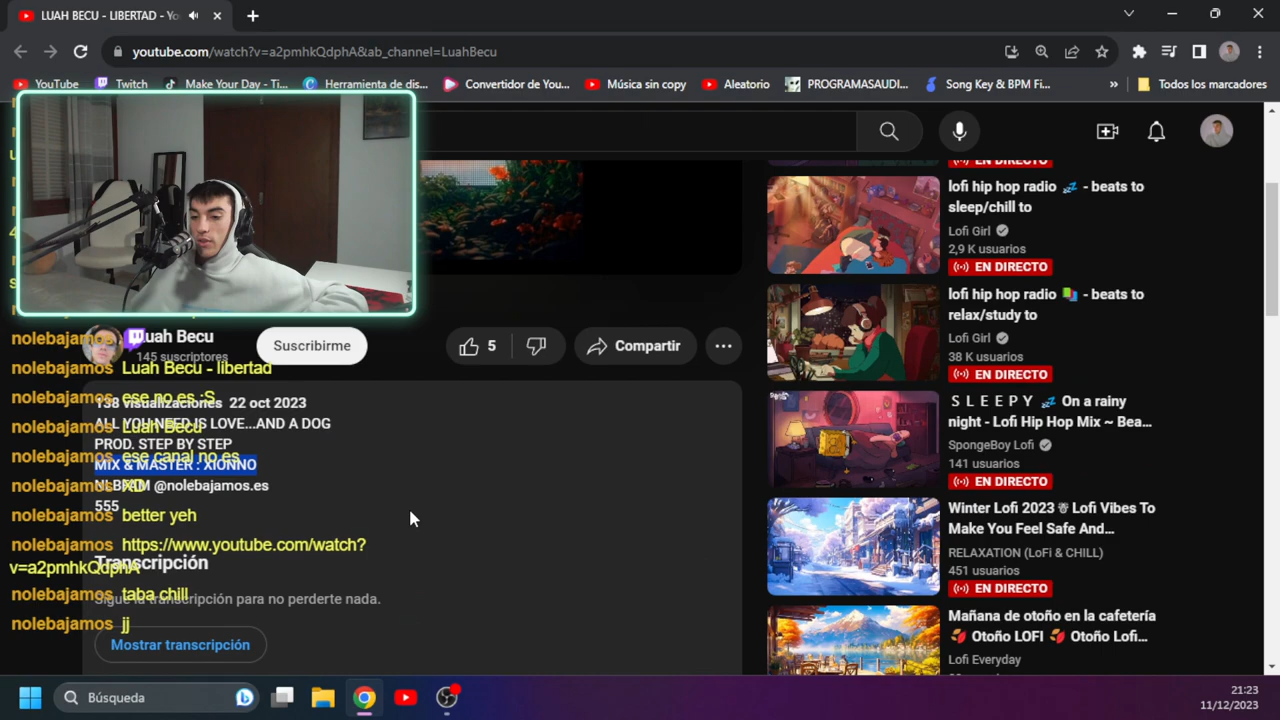 LUAH BECU - LIBERTAD - Yo
youtube.com/watch?v=a2pmhkQdphA&ab_channel=LuahBecu
YouTube
Twitch
Make Your Day - Ti...
Herramienta de dis...
Convertidor de You...
Música sin copy
Aleatorio
PROGRAMASAUDI...
Song Key & BPM Fi...
»
Todos los marcadores
EN DIRECTO
lofi hip hop radio 💤 - beats to
sleep/chill to
Lofi Girl
2,9 K usuarios
EN DIRECTO
lofi hip hop radio 📚 - beats to
relax/study to
Lofi Girl
38 K usuarios
EN DIRECTO
S L E E P Y 💤 On a rainy
night - Lofi Hip Hop Mix ~ Bea...
SpongeBoy Lofi
141 usuarios
EN DIRECTO
Winter Lofi 2023 ☃ Lofi Vibes To
Make You Feel Safe And...
RELAXATION (LoFi & CHILL)
451 usuarios
EN DIRECTO
Mañana de otoño en la cafetería
🍁 Otoño LOFI 🍁 Otoño Lofi...
Lofi Everyday
Luah Becu
145 suscriptores
Suscribirme
5
Compartir
138 visualizaciones 22 oct 2023
ALL YOU NEED IS LOVE...AND A DOG
PROD. STEP BY STEP
MIX & MASTER : XIONNO
@nolebajamos.es
555
Transcripción
Sigue la transcripción para no perderte nada.
Mostrar transcripción
nolebajamos
nolebajamos Luah Becu - libertad
nolebajamos ese no es :S
nolebajamos Luah Becu
nolebajamos ese canal no es
nolebajamos XD
nolebajamos better yeh
nolebajamos https://www.youtube.com/watch?
v=a2pmhkQdphA
nolebajamos taba chill
nolebajamos jj
Búsqueda
21:23
11/12/2023